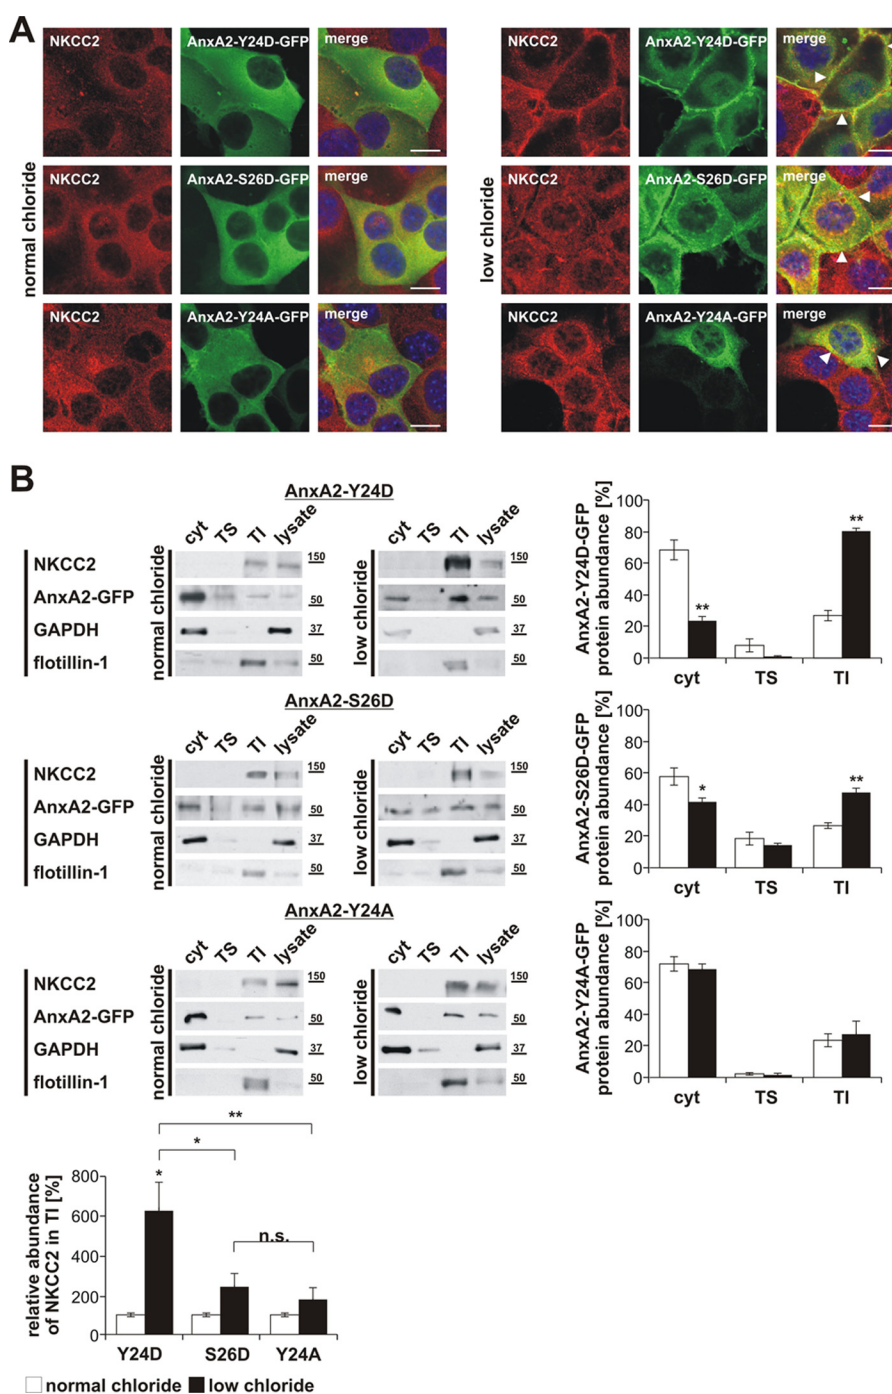 A
NKCC2 AnxA2-Y24D-GFP merge
NKCC2 AnxA2-Y24D-GFP merge
NKCC2 AnxA2-S26D-GFP merge
NKCC2 AnxA2-S26D-GFP merge
NKCC2 AnxA2-Y24A-GFP merge
NKCC2 AnxA2-Y24A-GFP merge
normal chloride
low chloride
B
AnxA2-Y24D
cyt TS TI lysate
cyt TS TI lysate
normal chloride
low chloride
NKCC2 150 150
AnxA2-GFP 50 50
GAPDH 37 37
flotillin-1 50 50
AnxA2-Y24D-GFP
protein abundance [%]
100
80
60
40
20
0
** **
cyt TS TI
AnxA2-S26D
cyt TS TI lysate
cyt TS TI lysate
normal chloride
low chloride
NKCC2 150 150
AnxA2-GFP 50 50
GAPDH 37 37
flotillin-1 50 50
AnxA2-S26D-GFP
protein abundance [%]
100
80
60
40
20
0
* **
cyt TS TI
AnxA2-Y24A
cyt TS TI lysate
cyt TS TI lysate
normal chloride
low chloride
NKCC2 150 150
AnxA2-GFP 50 50
GAPDH 37 37
flotillin-1 50 50
AnxA2-Y24A-GFP
protein abundance [%]
100
80
60
40
20
0
cyt TS TI
relative abundance
of NKCC2 in TI [%]
800
600
400
200
100
0
**
*
*
n.s.
Y24D S26D Y24A
normal chloride low chloride